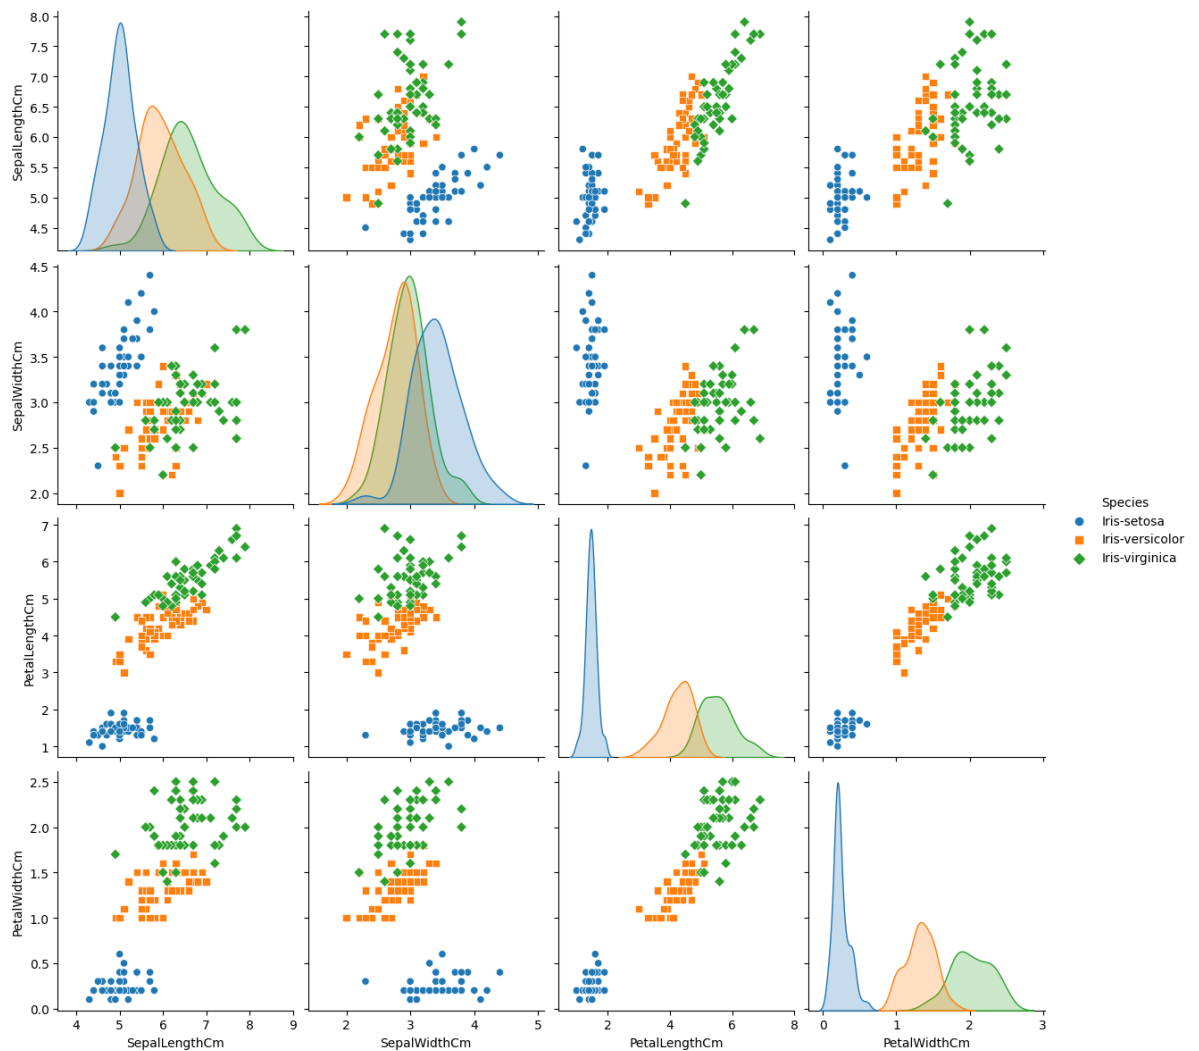 8.0
7.5
7.0
6.5
6.0
5.5
5.0
4.5
SepalLengthCm
4.5
4.0
3.5
3.0
2.5
2.0
SepalWidthCm
Species
Iris-setosa
Iris-versicolor
Iris-virginica
7
6
5
4
3
2
1
PetalLengthCm
2.5
2.0
1.5
1.0
0.5
0.0
PetalWidthCm
4 5 6 7 8 9
SepalLengthCm
2 3 4 5
SepalWidthCm
2 4 6 8
PetalLengthCm
0 1 2 3
PetalWidthCm